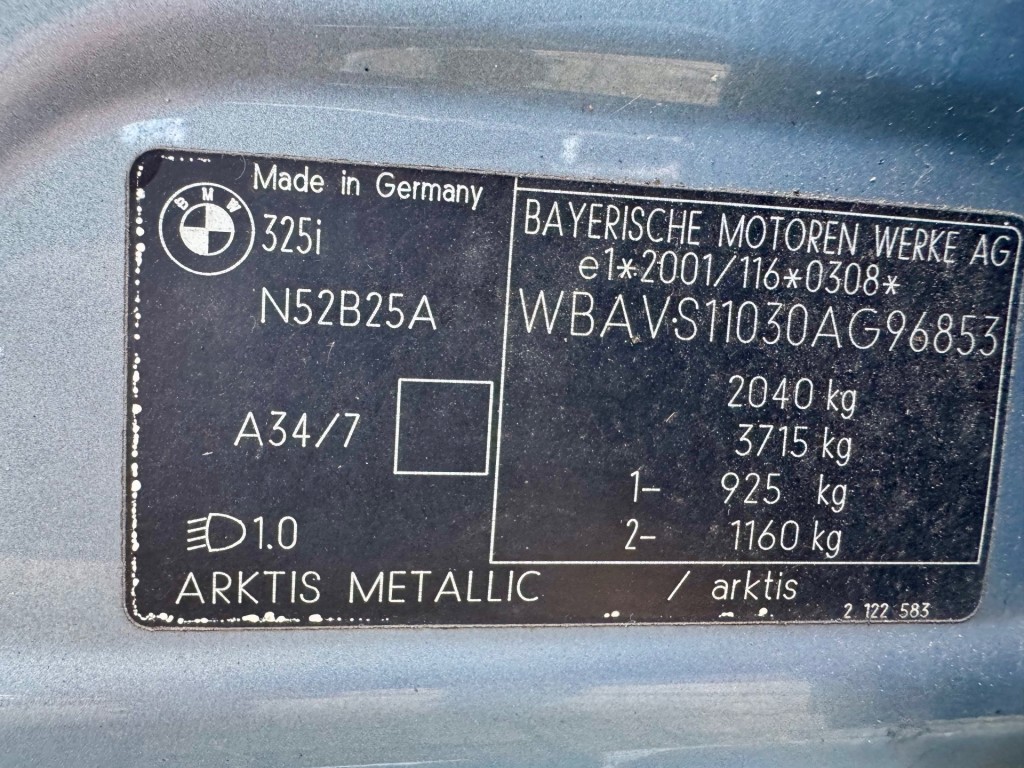 BMW
Made in Germany
325i
N52B25A
A34/7
1.0
ARKTIS METALLIC / arktis
BAYERISCHE MOTOREN WERKE AG
e1*2001/116*0308*
WBAVS11030AG96853
2040 kg
3715 kg
1- 925 kg
2- 1160 kg
2 122 583